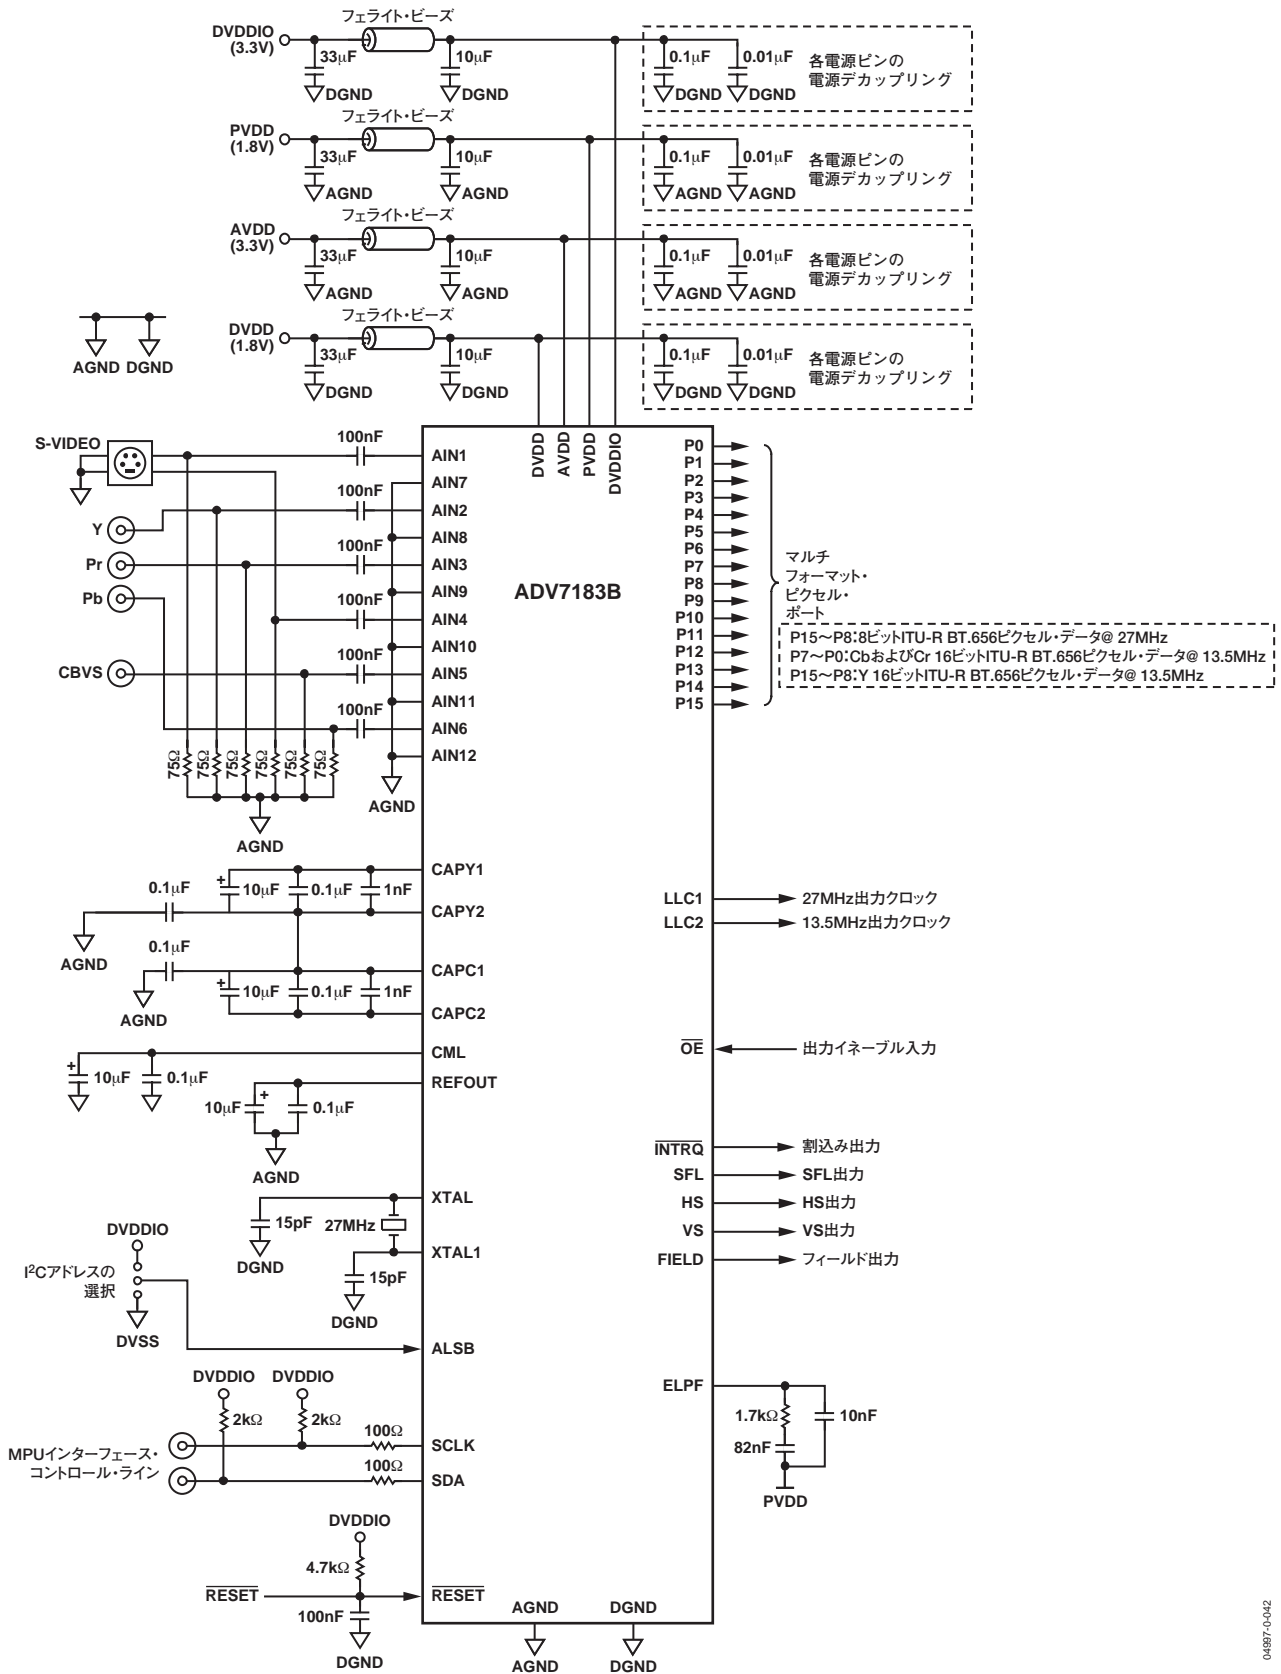 フェライト・ビーズ
DVDDIO
(3.3V)
33μF
10μF
0.1μF
0.01μF
各電源ピンの
電源デカップリング
DGND
DGND
DGND
DGND
フェライト・ビーズ
PVDD
(1.8V)
33μF
10μF
0.1μF
0.01μF
各電源ピンの
電源デカップリング
AGND
AGND
AGND
AGND
フェライト・ビーズ
AVDD
(3.3V)
33μF
10μF
0.1μF
0.01μF
各電源ピンの
電源デカップリング
AGND
AGND
AGND
AGND
フェライト・ビーズ
DVDD
(1.8V)
33μF
10μF
0.1μF
0.01μF
各電源ピンの
電源デカップリング
DGND
DGND
DGND
DGND
AGND DGND
DVDD
AVDD
PVDD
DVDDIO
S-VIDEO
Y
Pr
Pb
CBVS
100nF
100nF
100nF
100nF
100nF
100nF
75Ω
75Ω
75Ω
75Ω
75Ω
75Ω
AGND
AGND
AIN1
AIN7
AIN2
AIN8
AIN3
AIN9
AIN4
AIN10
AIN5
AIN11
AIN6
AIN12
ADV7183B
P0
P1
P2
P3
P4
P5
P6
P7
P8
P9
P10
P11
P12
P13
P14
P15
マルチ
フォーマット・
ピクセル・
ポート
P15～P8:8ビットITU-R BT.656ピクセル・データ@ 27MHz
P7～P0:CbおよびCr 16ビットITU-R BT.656ピクセル・データ@ 13.5MHz
P15～P8:Y 16ビットITU-R BT.656ピクセル・データ@ 13.5MHz
CAPY1
0.1μF
+
10μF
0.1μF
1nF
CAPY2
AGND
0.1μF
CAPC1
+
10μF
0.1μF
1nF
AGND
CAPC2
CML
+
10μF
0.1μF
REFOUT
10μF
+
0.1μF
AGND
XTAL
15pF
27MHz
DGND
XTAL1
15pF
DGND
DVDDIO
I²Cアドレスの
選択
DVSS
ALSB
DVDDIO
DVDDIO
2kΩ
2kΩ
100Ω
SCLK
MPUインターフェース・
コントロール・ライン
100Ω
SDA
DVDDIO
4.7kΩ
RESET
RESET
100nF
DGND
LLC1
27MHz出力クロック
LLC2
13.5MHz出力クロック
OE
出力イネーブル入力
INTRQ
割込み出力
SFL
SFL出力
HS
HS出力
VS
VS出力
FIELD
フィールド出力
ELPF
1.7kΩ
10nF
82nF
PVDD
AGND
DGND
AGND
DGND
04997-0-042